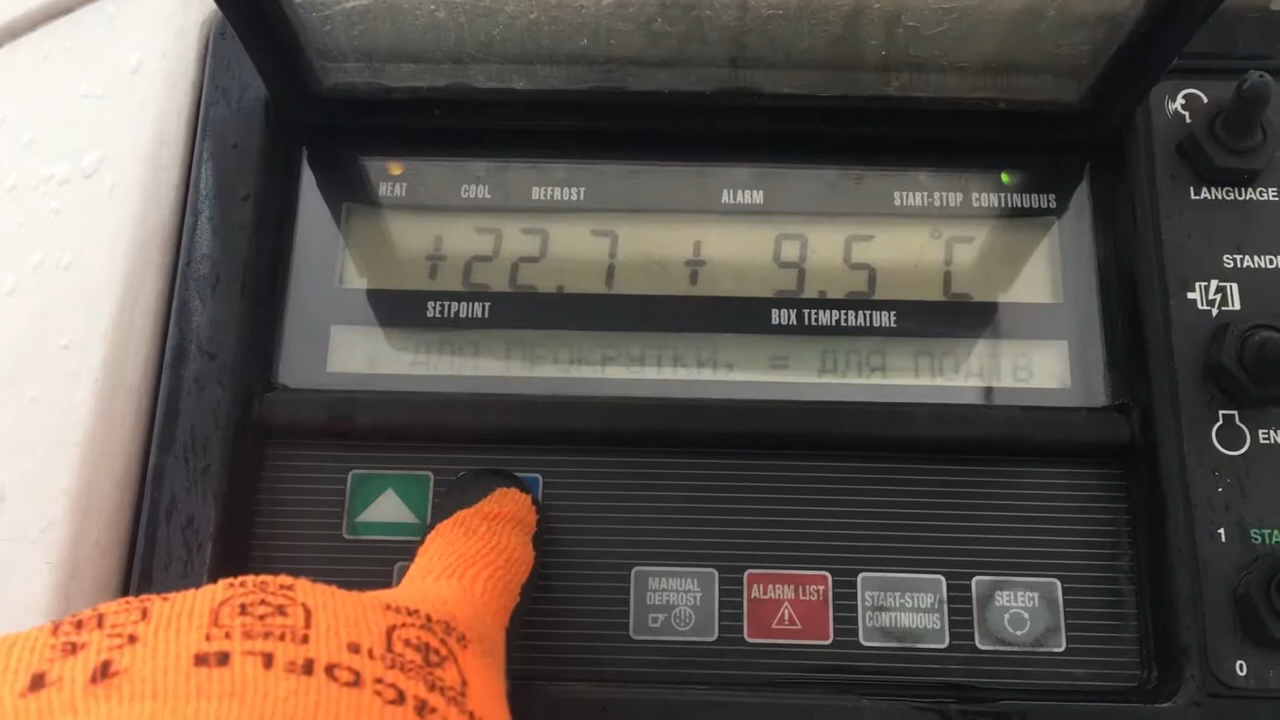 HEAT COOL DEFROST ALARM START-STOP CONTINUOUS
+22.7 + 9.5 °C
SETPOINT BOX TEMPERATURE
ДЛЯ ПРОКРУТКИ, = ДЛЯ
LANGUAGE
1
0
MANUAL DEFROST
ALARM LIST
START-STOP/
CONTINUOUS
SELECT